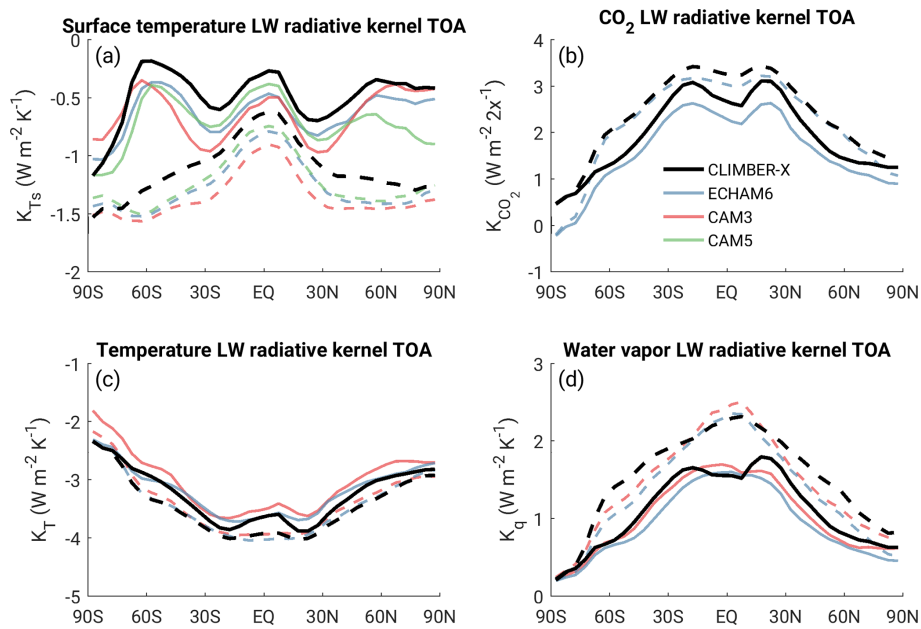 Surface temperature LW radiative kernel TOA
(a)
K_Ts (W m^-2 K^-1)
0
-0.5
-1
-1.5
-2
90S 60S 30S EQ 30N 60N 90N
CO_2 LW radiative kernel TOA
(b)
K_CO_2 (W m^-2 2x^-1)
4
3
2
1
0
-1
CLIMBER-X
ECHAM6
CAM3
CAM5
90S 60S 30S EQ 30N 60N 90N
Temperature LW radiative kernel TOA
(c)
K_T (W m^-2 K^-1)
-1
-2
-3
-4
-5
90S 60S 30S EQ 30N 60N 90N
Water vapor LW radiative kernel TOA
(d)
K_q (W m^-2 K^-1)
3
2
1
0
90S 60S 30S EQ 30N 60N 90N